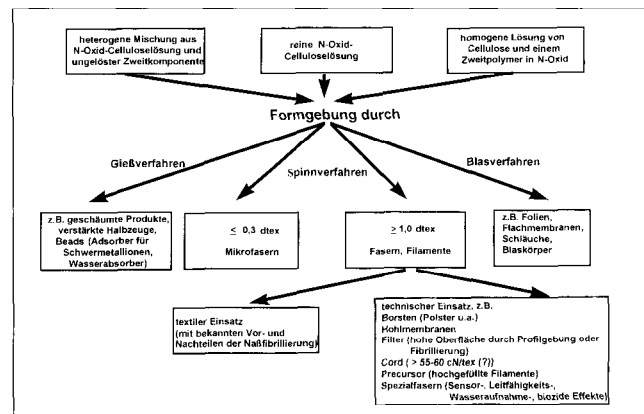 heterogene Mischung aus
N-Oxid-Celluloselösung und
ungelöster Zweitkomponente
reine N-Oxid-
Celluloselösung
homogene Lösung von
Cellulose und einem
Zweitpolymer in N-Oxid
Formgebung durch
Gießverfahren
Spinnverfahren
Blasverfahren
z.B. geschäumte Produkte,
verstärkte Halbzeuge,
Beads (Adsorber für
Schwermetallionen,
Wasserabsorber)
≤ 0,3 dtex
Mikrofasern
≥ 1,0 dtex
Fasern, Filamente
z.B. Folien,
Flachmembranen,
Schläuche,
Blaskörper
textiler Einsatz
(mit bekannten Vor- und
Nachteilen der Naßfibrillierung)
technischer Einsatz, z.B.
Borsten (Polster u.a.)
Hohlmembranen
Filter (hohe Oberfläche durch Profilgebung oder
Fibrillierung)
Cord ( > 55-60 cN/tex (?))
Precursor (hochgefüllte Filamente)
Spezialfasern (Sensor-, Leitfähigkeits-,
Wasseraufnahme-, biozide Effekte)